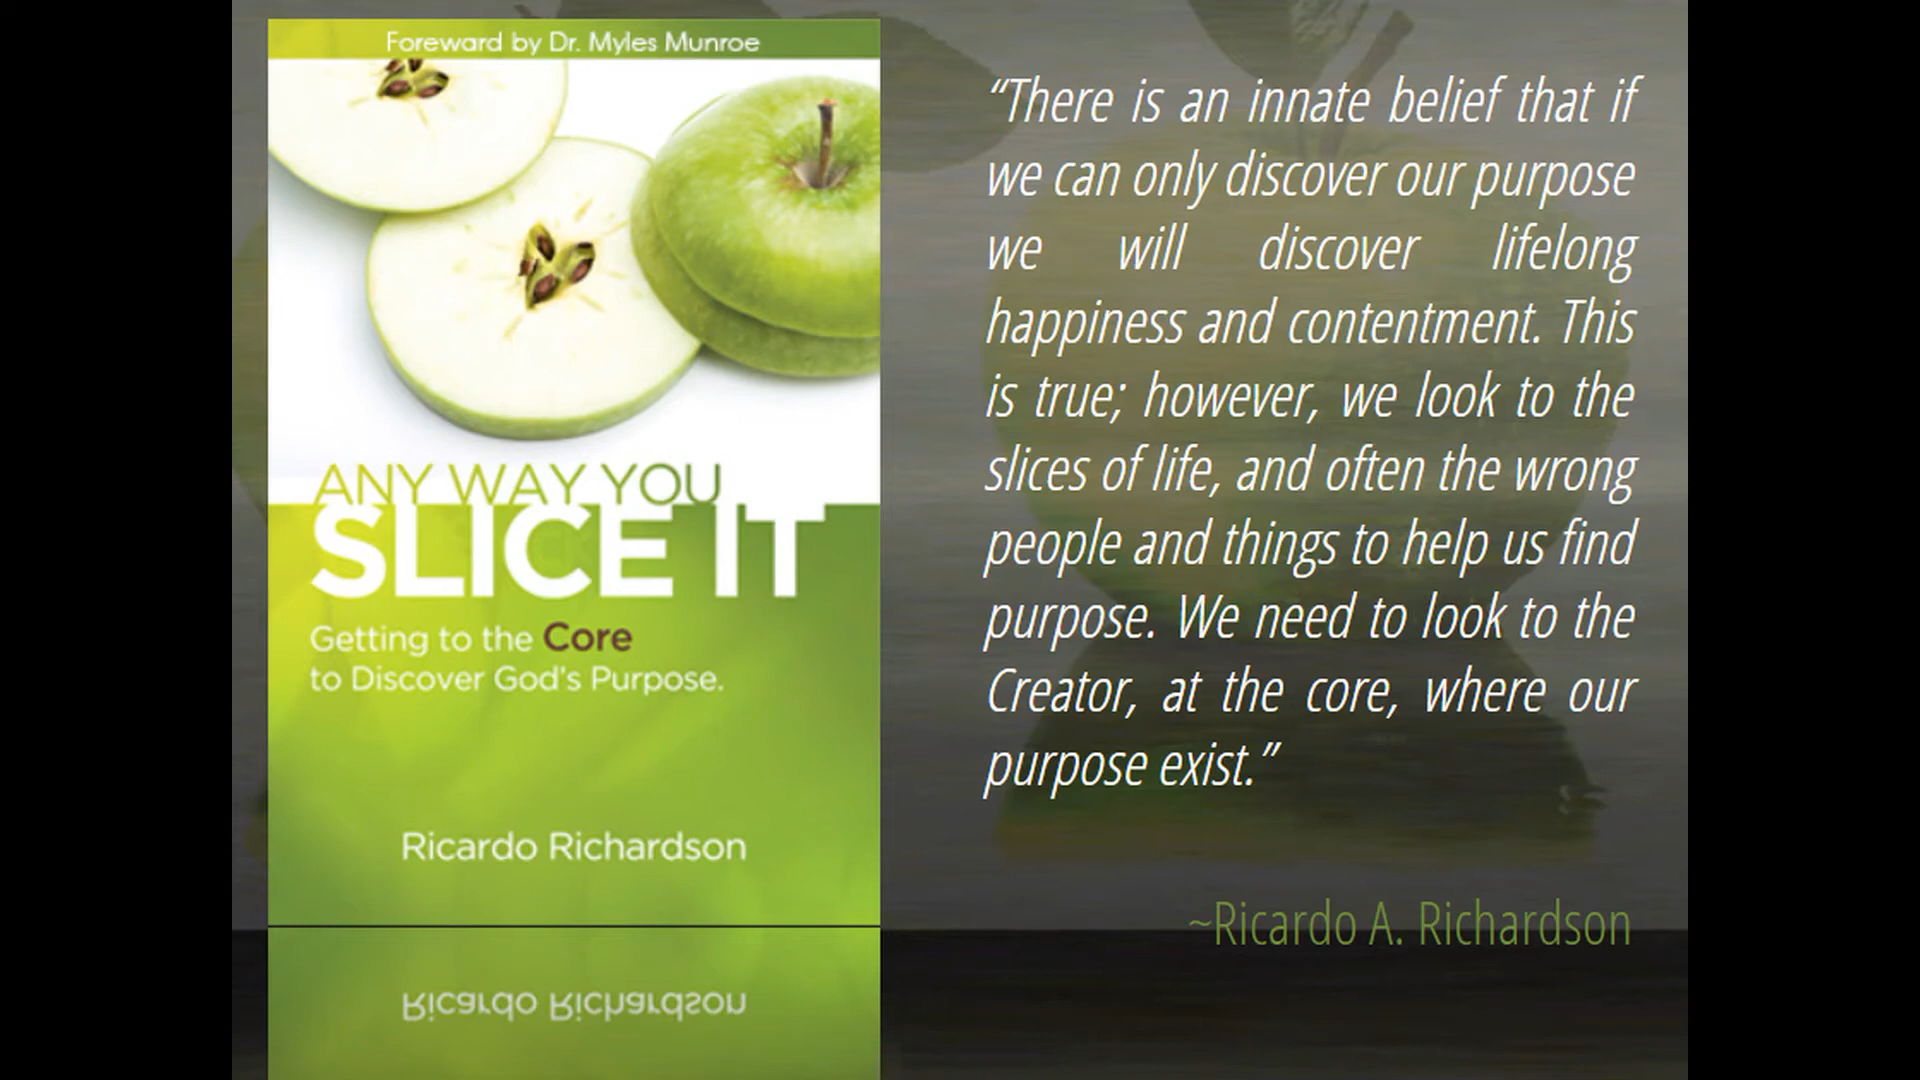 Foreward by Dr. Myles Munroe
ANY WAY YOU
SLICE IT
Getting to the Core
to Discover God's Purpose.
Ricardo Richardson
Ricardo Richardson
“There is an innate belief that if
we can only discover our purpose
we will discover lifelong
happiness and contentment. This
is true; however, we look to the
slices of life, and often the wrong
people and things to help us find
purpose. We need to look to the
Creator, at the core, where our
purpose exist.”
~Ricardo A. Richardson